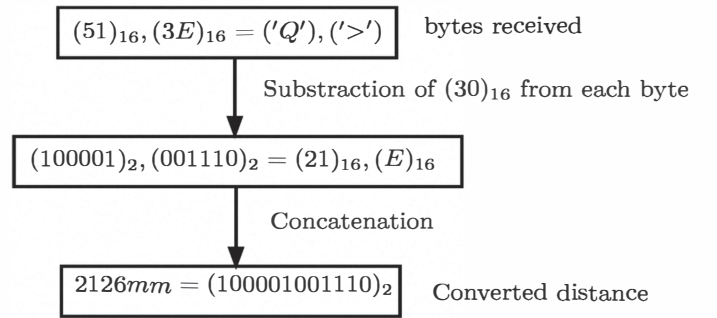 (51)₁₆, (3E)₁₆ = ('Q'), ('>') bytes received
Substraction of (30)₁₆ from each byte
(100001)₂, (001110)₂ = (21)₁₆, (E)₁₆
Concatenation
2126mm = (100001001110)₂
Converted distance